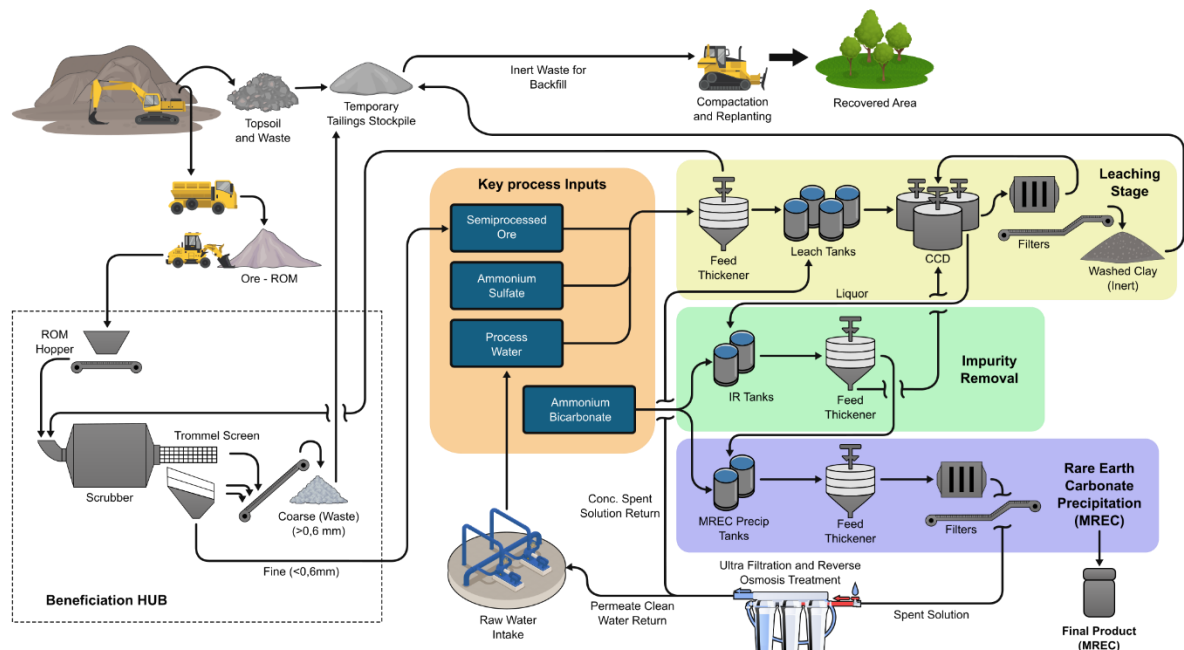 Topsoil
and Waste
Temporary
Tailings Stockpile
Inert Waste for
Backfill
Compactation
and Replanting
Recovered Area
Ore - ROM
Key process Inputs
Semiprocessed
Ore
Ammonium
Sulfate
Process
Water
Ammonium
Bicarbonate
Leaching
Stage
Feed
Thickener
Leach Tanks
CCD
Filters
Washed Clay
(Inert)
Liquor
Impurity
Removal
IR Tanks
Feed
Thickener
Rare Earth
Carbonate
Precipitation
(MREC)
MREC Precip
Tanks
Feed
Thickener
Filters
ROM
Hopper
Trommel Screen
Scrubber
Coarse (Waste)
(>0,6 mm)
Fine (<0,6mm)
Beneficiation HUB
Conc. Spent
Solution Return
Raw Water
Intake
Permeate Clean
Water Return
Ultra Filtration and Reverse
Osmosis Treatment
Spent Solution
Final Product
(MREC)